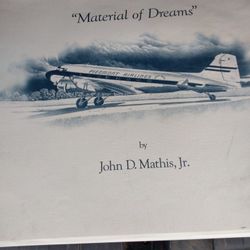 "Material of Dreams"
PIEDMONT AIRLINES
by
John D. Mathis, Jr.